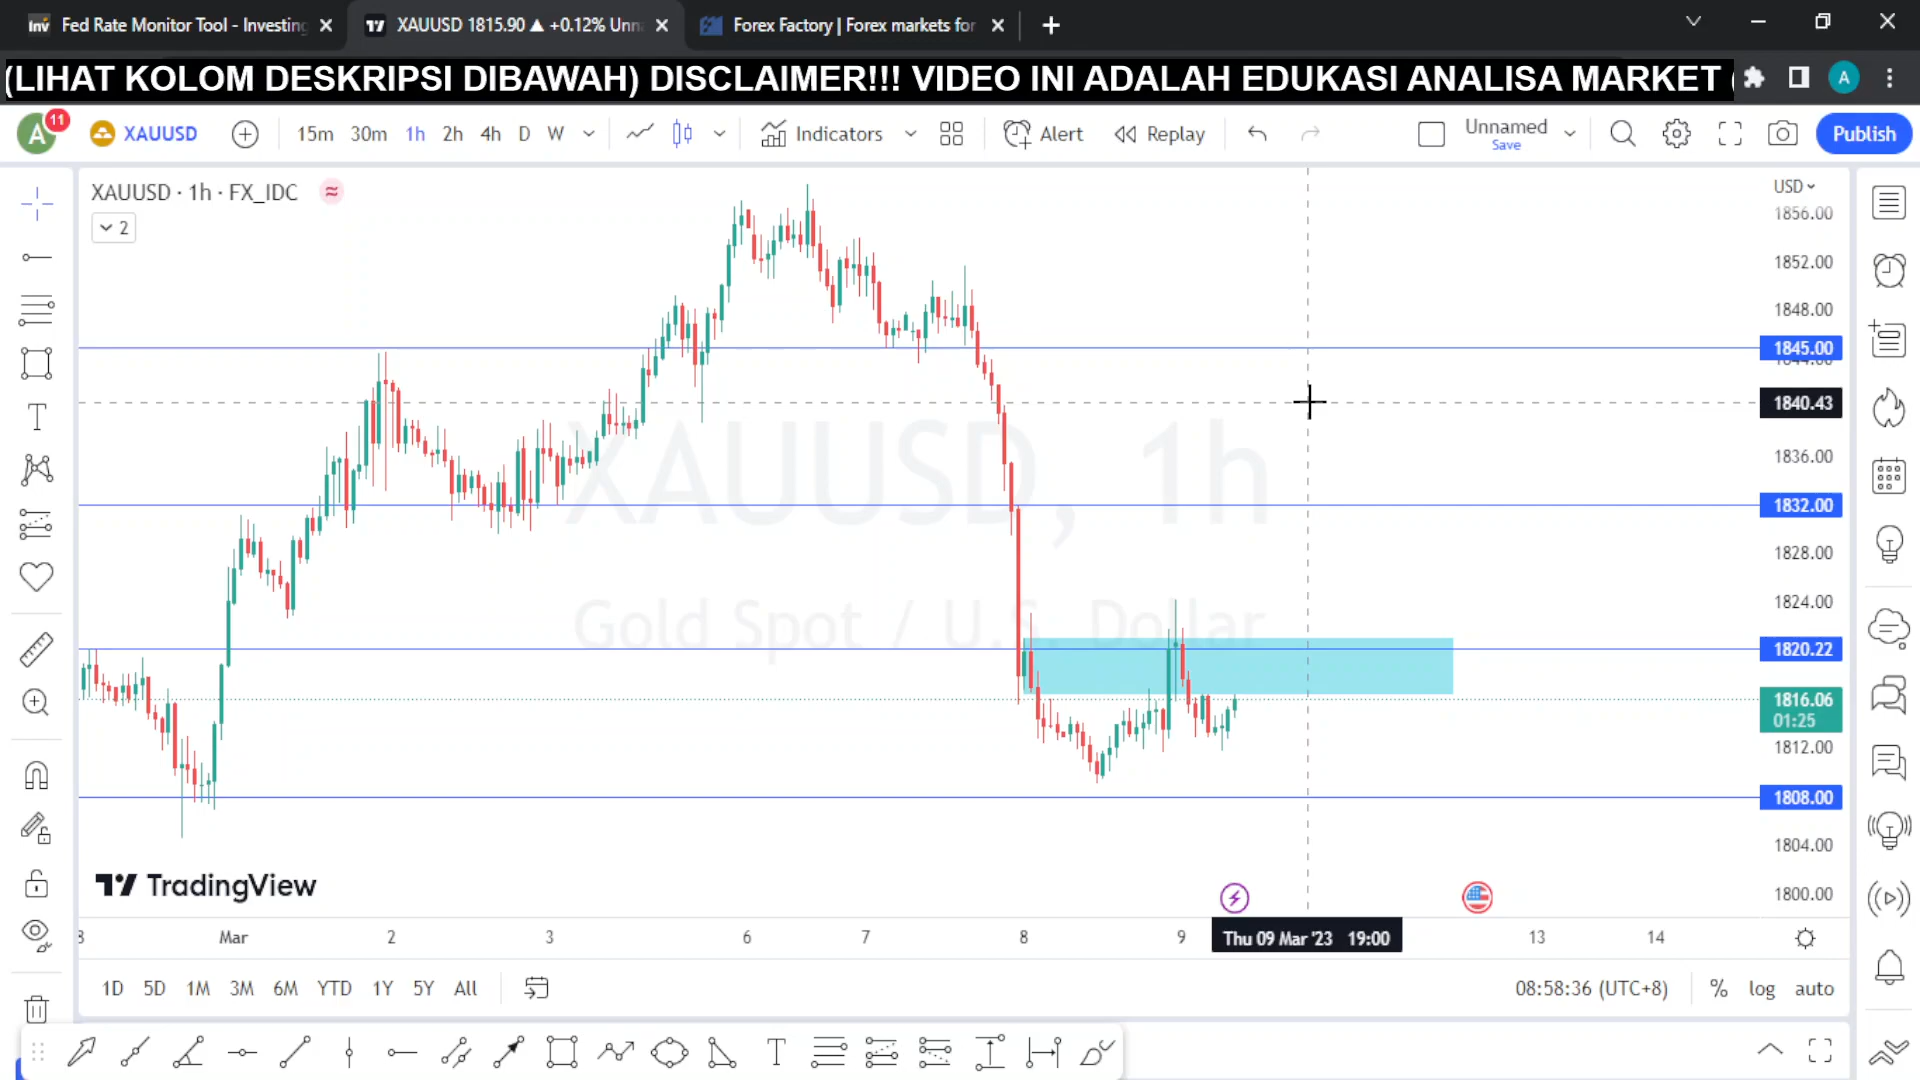 Fed Rate Monitor Tool - Investing
XAUUSD 1815.90 ▲ +0.12% Unna
Forex Factory | Forex markets for
(LIHAT KOLOM DESKRIPSI DIBAWAH) DISCLAIMER!!! VIDEO INI ADALAH EDUKASI ANALISA MARKET (
A
A 11
XAUUSD
15m 30m 1h 2h 4h D W
Indicators
Alert
Replay
Unnamed
Save
Publish
XAUUSD · 1h · FX_IDC
2
USD
1856.00
1852.00
1848.00
1845.00
1840.43
1836.00
1832.00
1828.00
1824.00
1820.22
1816.06
01:25
1812.00
1808.00
1804.00
1800.00
XAUUSD, 1h
Gold Spot / U.S. Dollar
TradingView
Mar 2 3 6 7 8 9
Thu 09 Mar '23 19:00
13 14
1D 5D 1M 3M 6M YTD 1Y 5Y All
08:58:36 (UTC+8)
% log auto